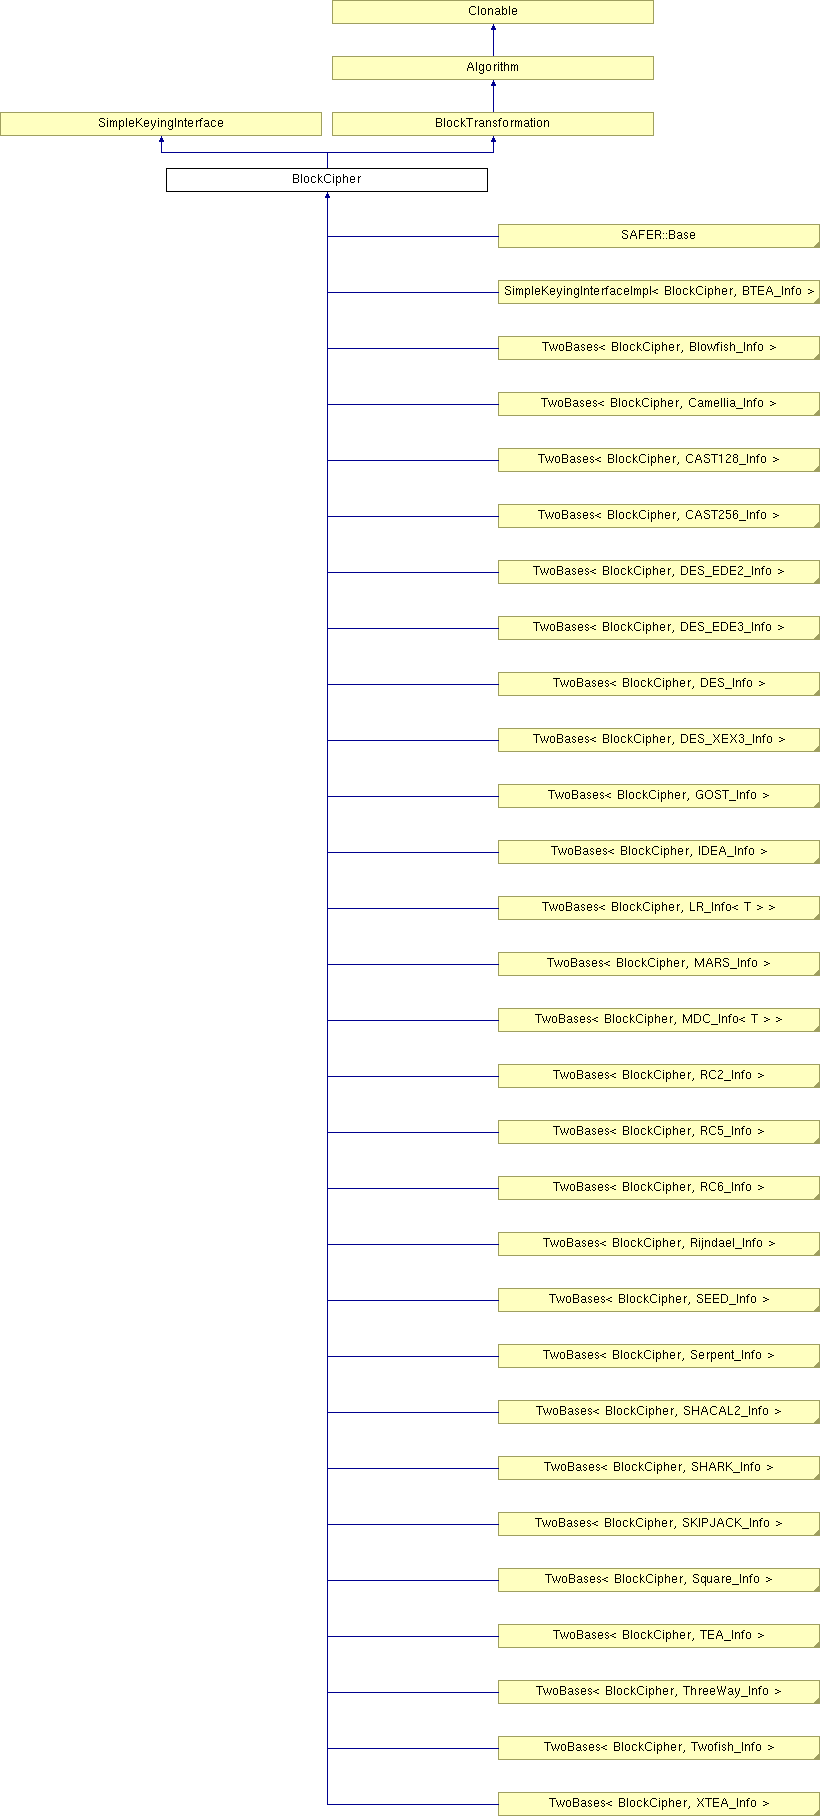 Clonable
Algorithm
SimpleKeyingInterface
BlockTransformation
BlockCipher
SAFER::Base
SimpleKeyingInterfaceImpl< BlockCipher, BTEA_Info >
TwoBases< BlockCipher, Blowfish_Info >
TwoBases< BlockCipher, Camellia_Info >
TwoBases< BlockCipher, CAST128_Info >
TwoBases< BlockCipher, CAST256_Info >
TwoBases< BlockCipher, DES_EDE2_Info >
TwoBases< BlockCipher, DES_EDE3_Info >
TwoBases< BlockCipher, DES_Info >
TwoBases< BlockCipher, DES_XEX3_Info >
TwoBases< BlockCipher, GOST_Info >
TwoBases< BlockCipher, IDEA_Info >
TwoBases< BlockCipher, LR_Info< T > >
TwoBases< BlockCipher, MARS_Info >
TwoBases< BlockCipher, MDC_Info< T > >
TwoBases< BlockCipher, RC2_Info >
TwoBases< BlockCipher, RC5_Info >
TwoBases< BlockCipher, RC6_Info >
TwoBases< BlockCipher, Rijndael_Info >
TwoBases< BlockCipher, SEED_Info >
TwoBases< BlockCipher, Serpent_Info >
TwoBases< BlockCipher, SHACAL2_Info >
TwoBases< BlockCipher, SHARK_Info >
TwoBases< BlockCipher, SKIPJACK_Info >
TwoBases< BlockCipher, Square_Info >
TwoBases< BlockCipher, TEA_Info >
TwoBases< BlockCipher, ThreeWay_Info >
TwoBases< BlockCipher, Twofish_Info >
TwoBases< BlockCipher, XTEA_Info >